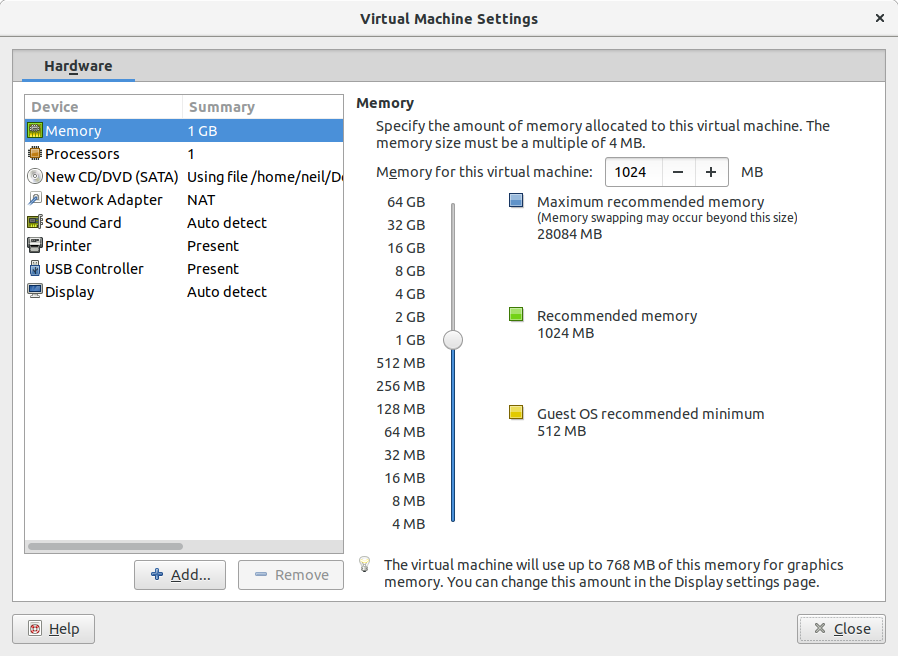 Virtual Machine Settings
Hardware
Device Summary
Memory 1 GB
Processors 1
New CD/DVD (SATA) Using file /home/neil/Do
Network Adapter NAT
Sound Card Auto detect
Printer Present
USB Controller Present
Display Auto detect
Add...
Remove
Memory
Specify the amount of memory allocated to this virtual machine. The
memory size must be a multiple of 4 MB.
Memory for this virtual machine: 1024 − + MB
64 GB
32 GB
16 GB
8 GB
4 GB
2 GB
1 GB
512 MB
256 MB
128 MB
64 MB
32 MB
16 MB
8 MB
4 MB
Maximum recommended memory
(Memory swapping may occur beyond this size)
28084 MB
Recommended memory
1024 MB
Guest OS recommended minimum
512 MB
The virtual machine will use up to 768 MB of this memory for graphics
memory. You can change this amount in the Display settings page.
Help
Close